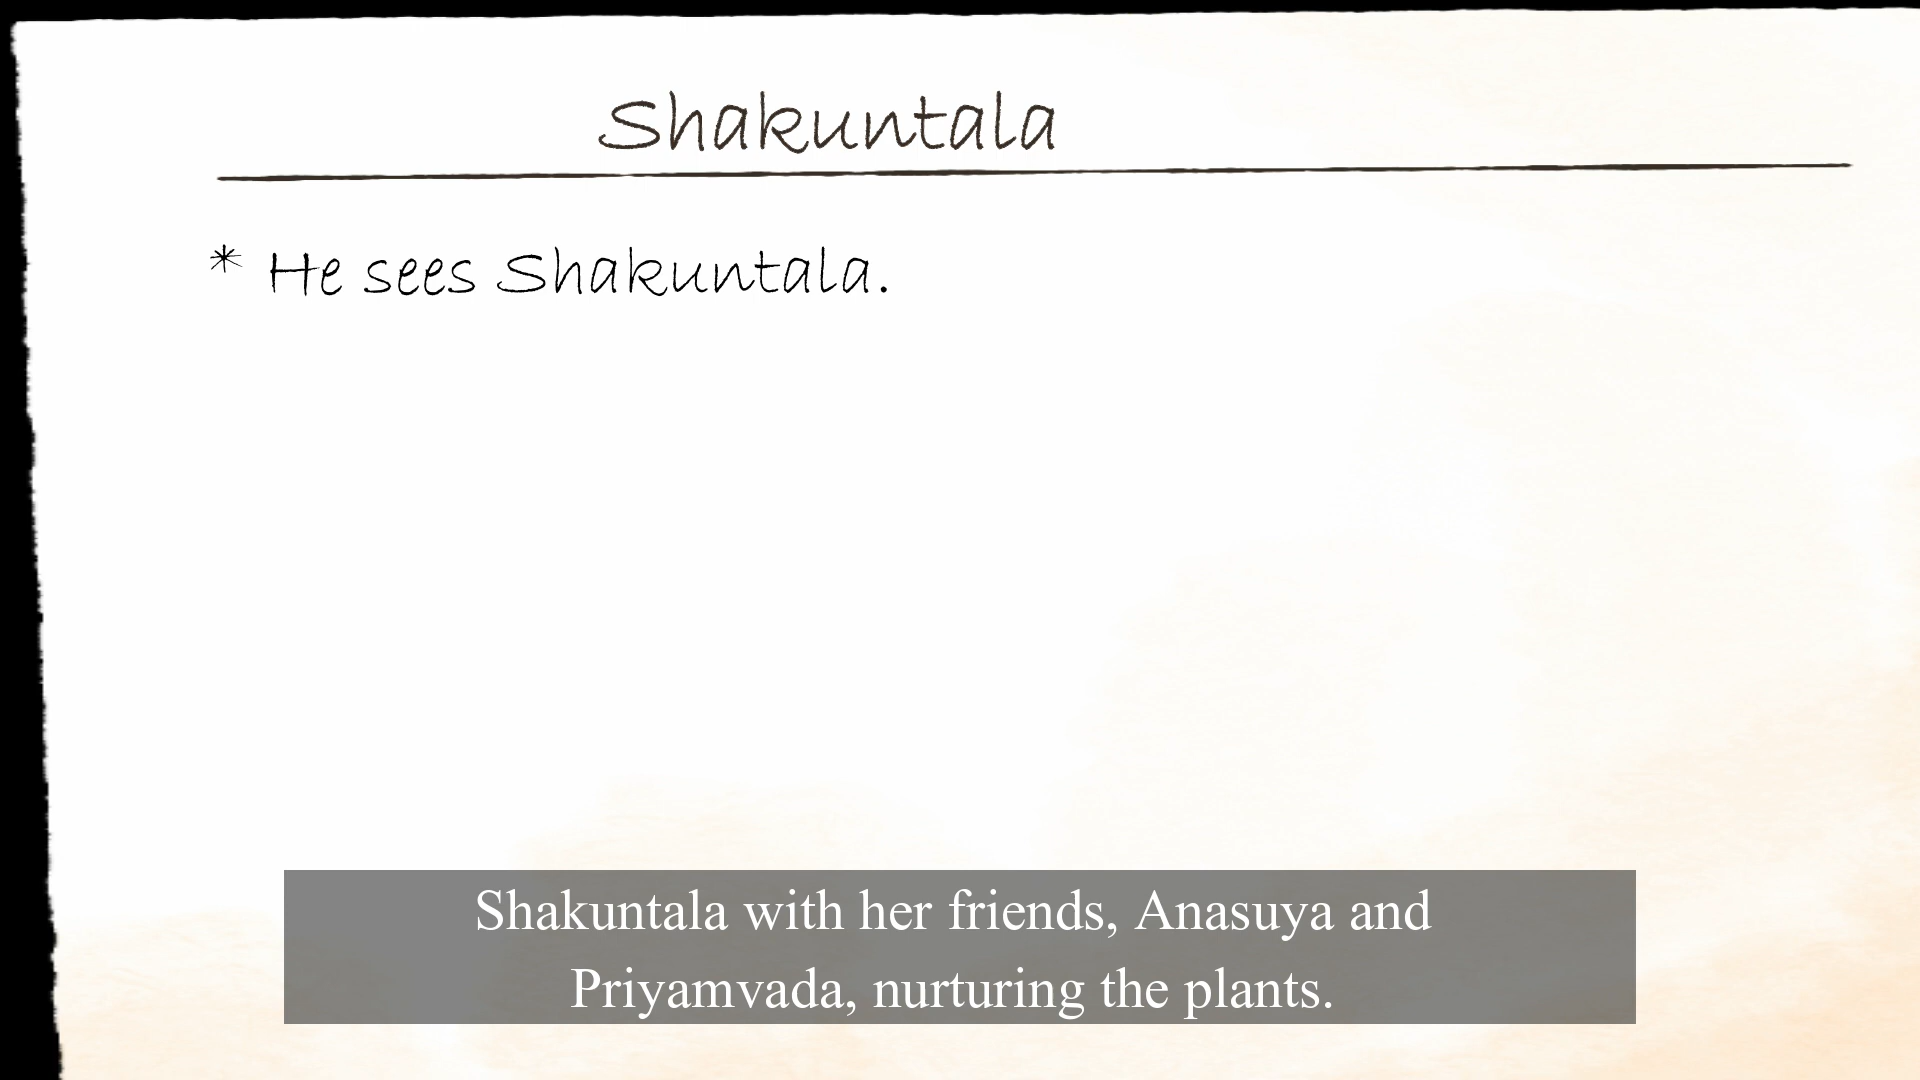 Shakuntala
* He sees Shakuntala.
Shakuntala with her friends, Anasuya and
Priyamvada, nurturing the plants.